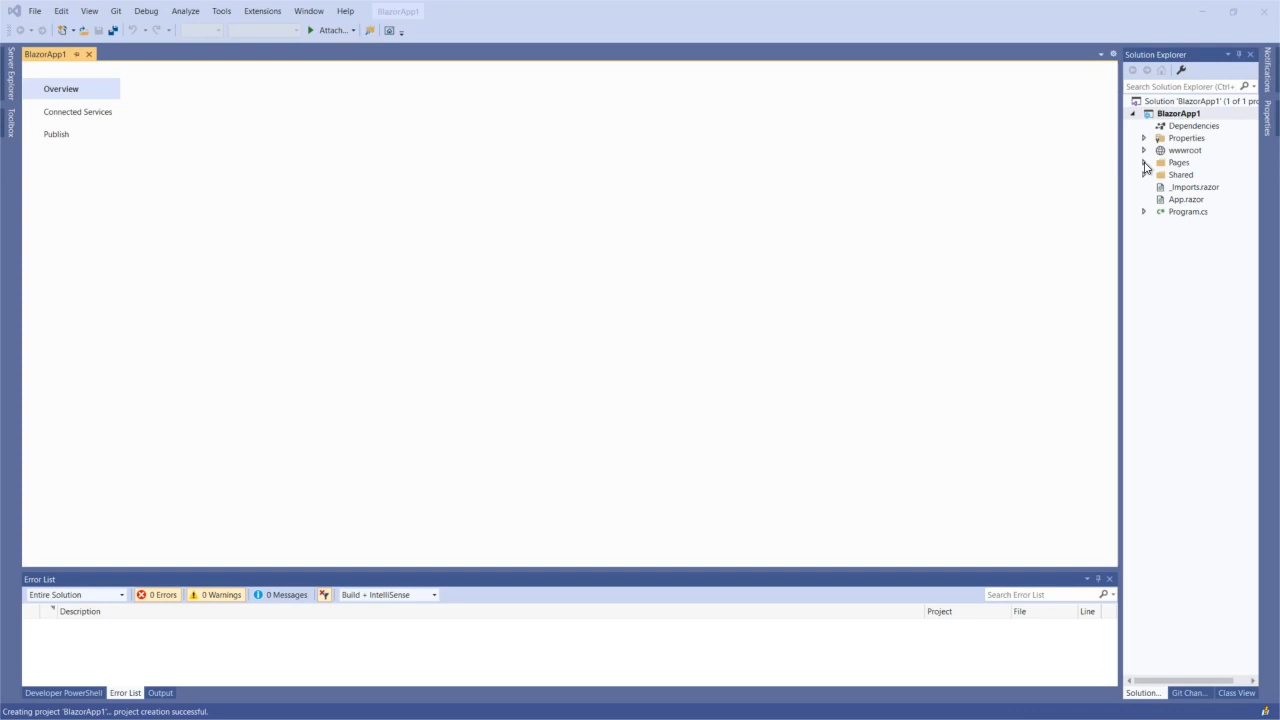 File Edit View Git Debug Analyze Tools Extensions Window Help BlazorApp1
Attach...
Server Explorer
Toolbox
BlazorApp1
Overview
Connected Services
Publish
Solution Explorer
Search Solution Explorer (Ctrl+
Solution 'BlazorApp1' (1 of 1 pro
BlazorApp1
Dependencies
Properties
wwwroot
Pages
Shared
_Imports.razor
App.razor
C# Program.cs
Notifications
Properties
Error List
Entire Solution 0 Errors 0 Warnings 0 Messages Build + IntelliSense Search Error List
Description Project File Line
Developer PowerShell Error List Output
Solution... Git Chan... Class View
Creating project 'BlazorApp1'... project creation successful.